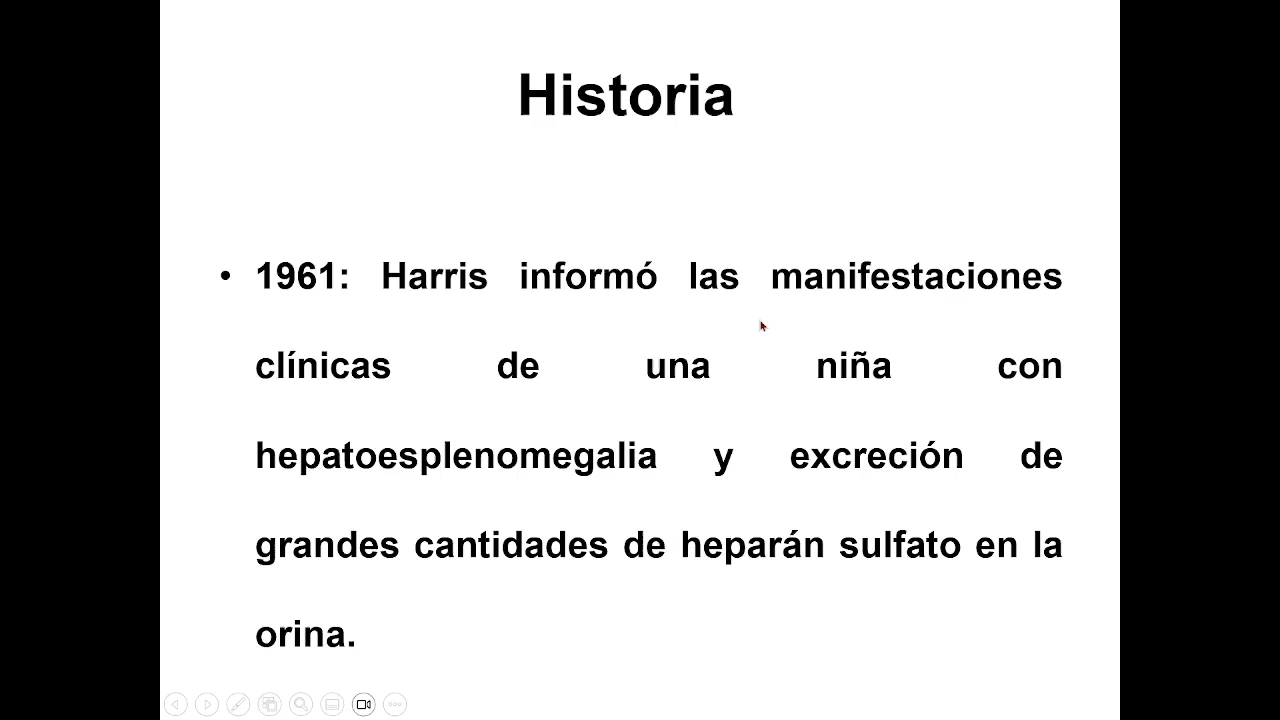 Historia
• 1961: Harris informó las manifestaciones
clínicas de una niña con
hepatoesplenomegalia y excreción de
grandes cantidades de heparán sulfato en la
orina.